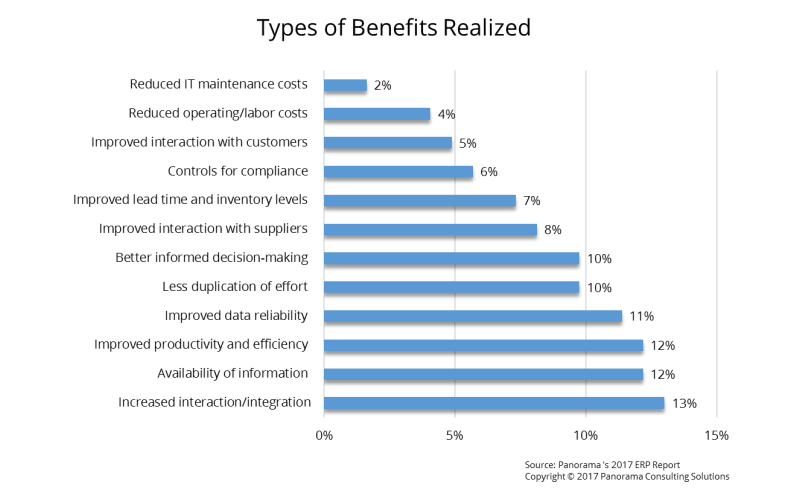 Types of Benefits Realized
Reduced IT maintenance costs 2%
Reduced operating/labor costs 4%
Improved interaction with customers 5%
Controls for compliance 6%
Improved lead time and inventory levels 7%
Improved interaction with suppliers 8%
Better informed decision-making 10%
Less duplication of effort 10%
Improved data reliability 11%
Improved productivity and efficiency 12%
Availability of information 12%
Increased interaction/integration 13%
0% 5% 10% 15%
Source: Panorama 's 2017 ERP Report
Copyright © 2017 Panorama Consulting Solutions